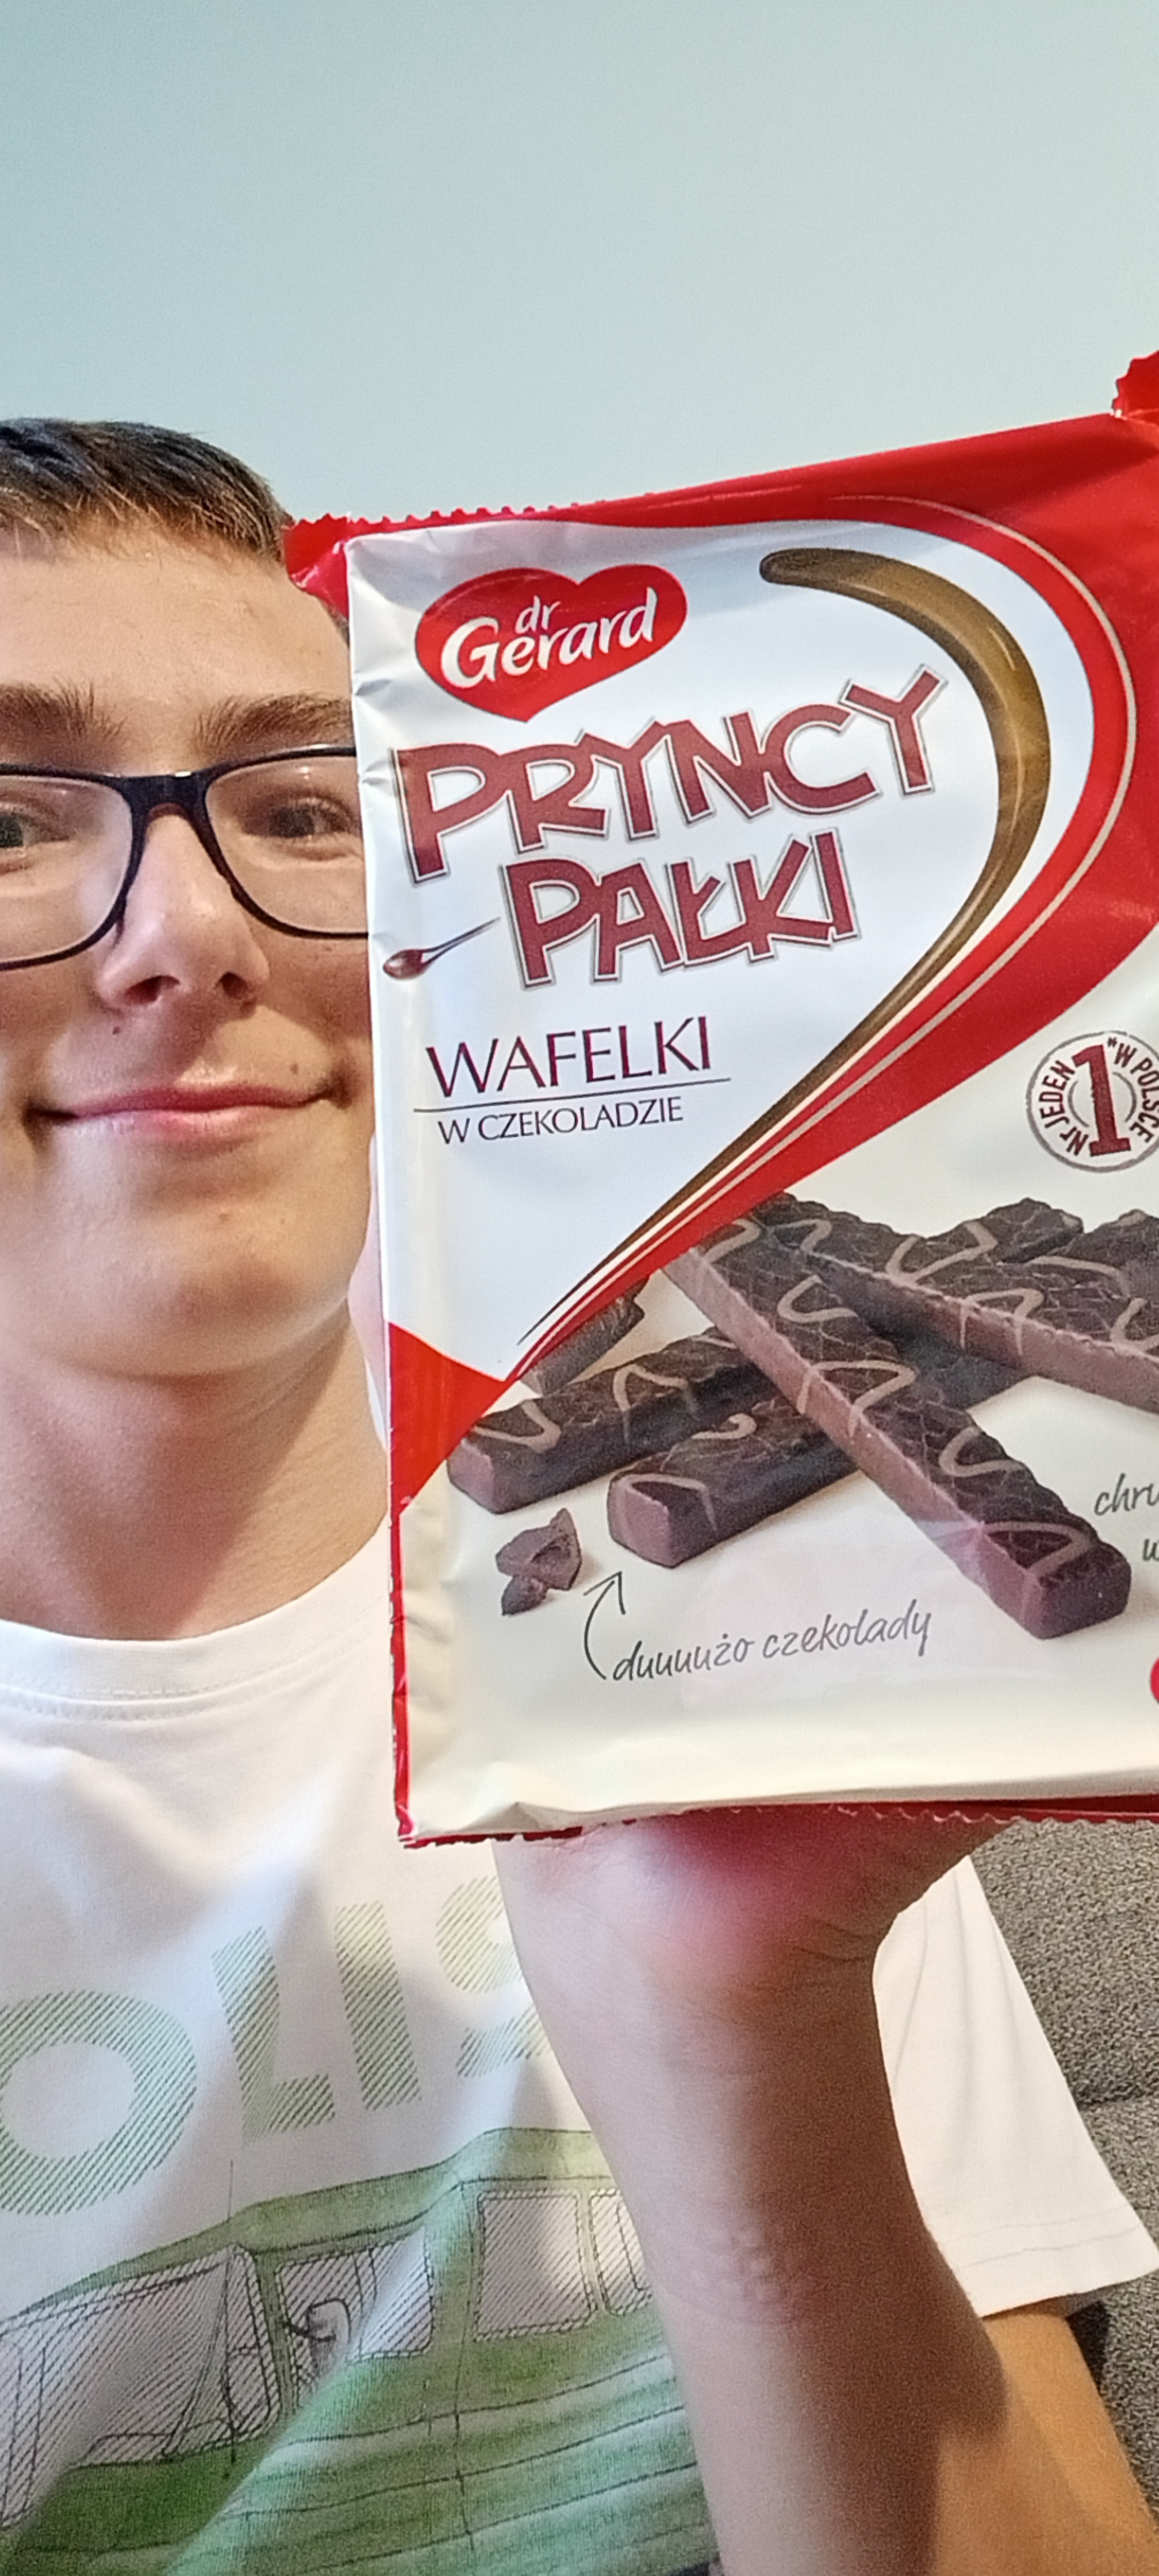 dr
Gerard
PRYNCY
PAŁKI
WAFELKI
W CZEKOLADZIE
Nr JEDEN 1* W POLSCE
duuuużo czekolady